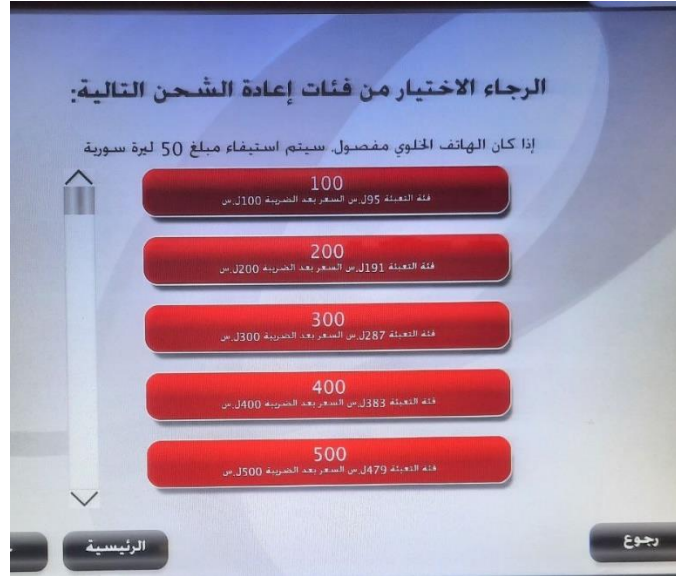 الرجاء الاختيار من فئات إعادة الشحن التالية:
إذا كان الهاتف الخلوي مفصول. سيتم استيفاء مبلغ 50 ليرة سورية
100
فئة التعبئة 95ل.س السعر بعد الضريبة 100ل.س
200
فئة التعبئة 191ل.س السعر بعد الضريبة 200ل.س
300
فئة التعبئة 287ل.س السعر بعد الضريبة 300ل.س
400
فئة التعبئة 383ل.س السعر بعد الضريبة 400ل.س
500
فئة التعبئة 479ل.س السعر بعد الضريبة 500ل.س
رجوع
الرئيسية